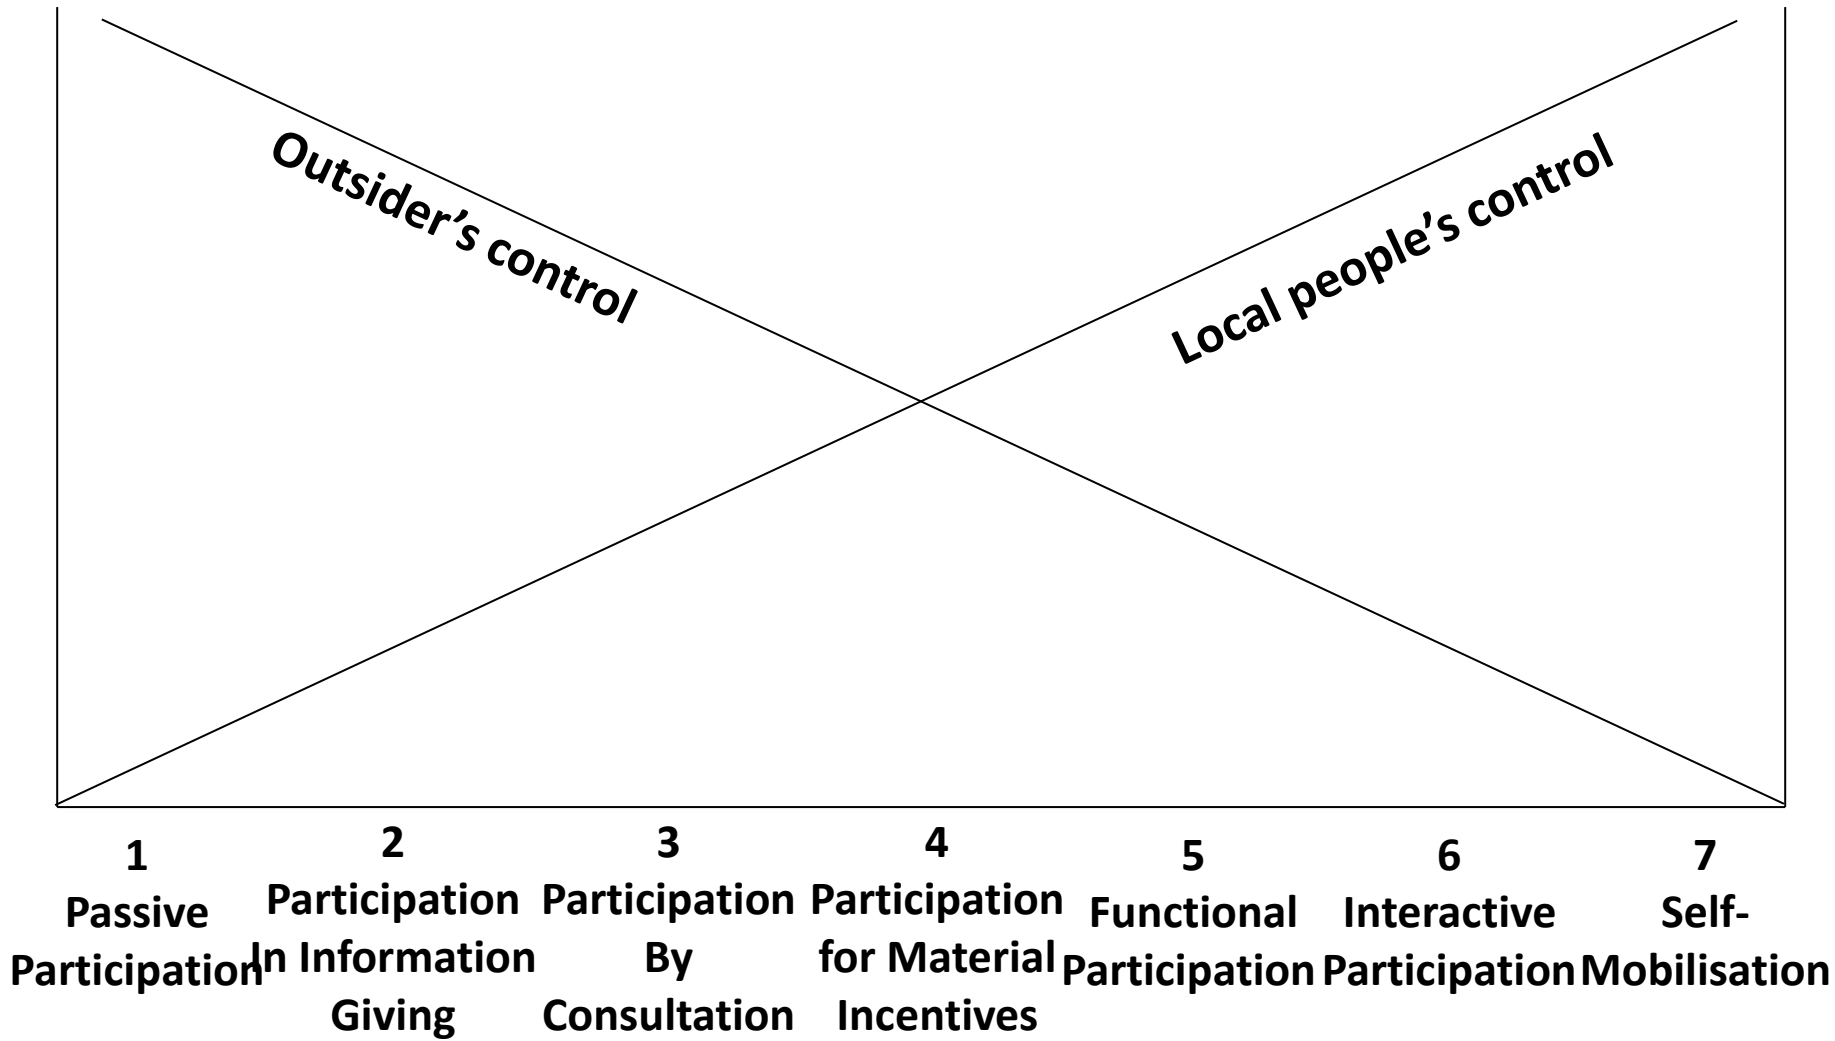 Outsider’s control
Local people’s control
1
Passive
Participation
2
Participation
In Information
Giving
3
Participation
By
Consultation
4
Participation
for Material
Incentives
5
Functional
Participation
6
Interactive
Participation
7
Self-
Mobilisation